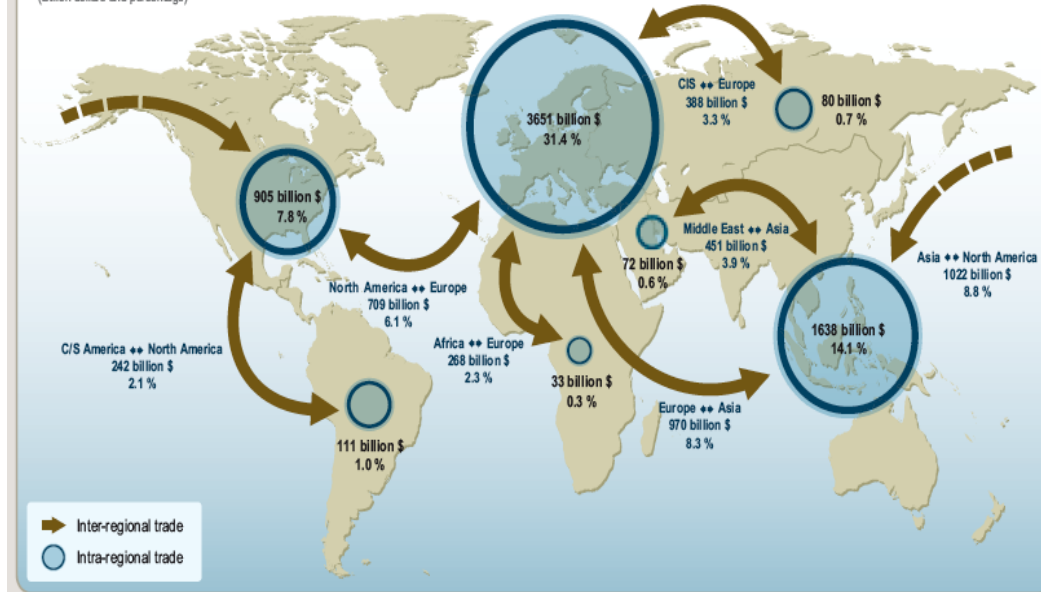 (billion dollars and percentage)
CIS ◆◆ Europe
388 billion $
3.3 %
80 billion $
0.7 %
3651 billion $
31.4 %
905 billion $
7.8 %
Middle East ◆◆ Asia
451 billion $
3.9 %
72 billion $
0.6 %
Asia ◆◆ North America
1022 billion $
8.8 %
North America ◆◆ Europe
709 billion $
6.1 %
1638 billion $
14.1 %
C/S America ◆◆ North America
242 billion $
2.1 %
Africa ◆◆ Europe
268 billion $
2.3 %
33 billion $
0.3 %
Europe ◆◆ Asia
970 billion $
8.3 %
111 billion $
1.0 %
Inter-regional trade
Intra-regional trade